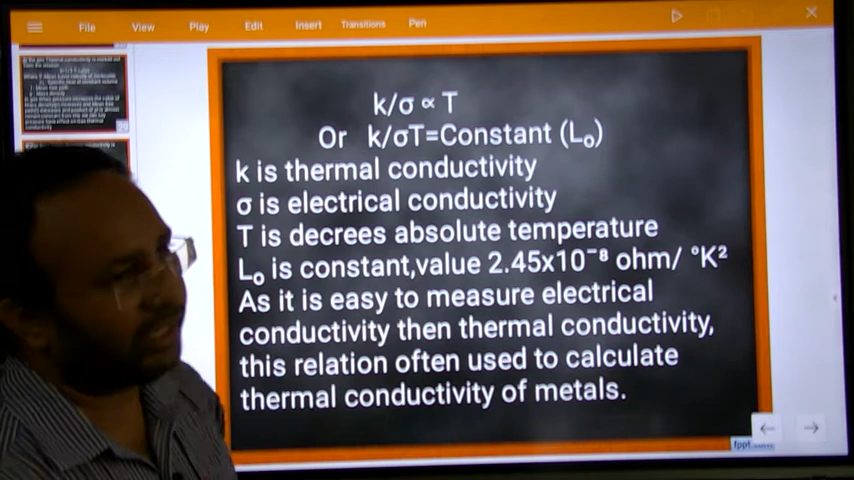 File View Play Edit Insert Transitions Pen
k/σ ∝ T
Or k/σT=Constant (L₀)
k is thermal conductivity
σ is electrical conductivity
T is decrees absolute temperature
L₀ is constant,value 2.45x10⁻⁸ ohm/ °K²
As it is easy to measure electrical
conductivity then thermal conductivity,
this relation often used to calculate
thermal conductivity of metals.
fppt